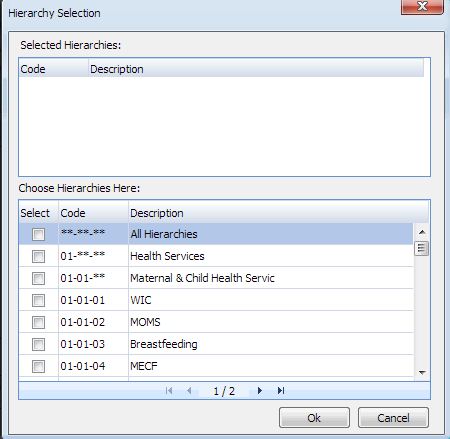 Hierarchy Selection
Selected Hierarchies:
Code Description
Choose Hierarchies Here:
Select Code Description
**-**-** All Hierarchies
01-**-** Health Services
01-01-** Maternal & Child Health Servic
01-01-01 WIC
01-01-02 MOMS
01-01-03 Breastfeeding
01-01-04 MECF
1 / 2
Ok Cancel